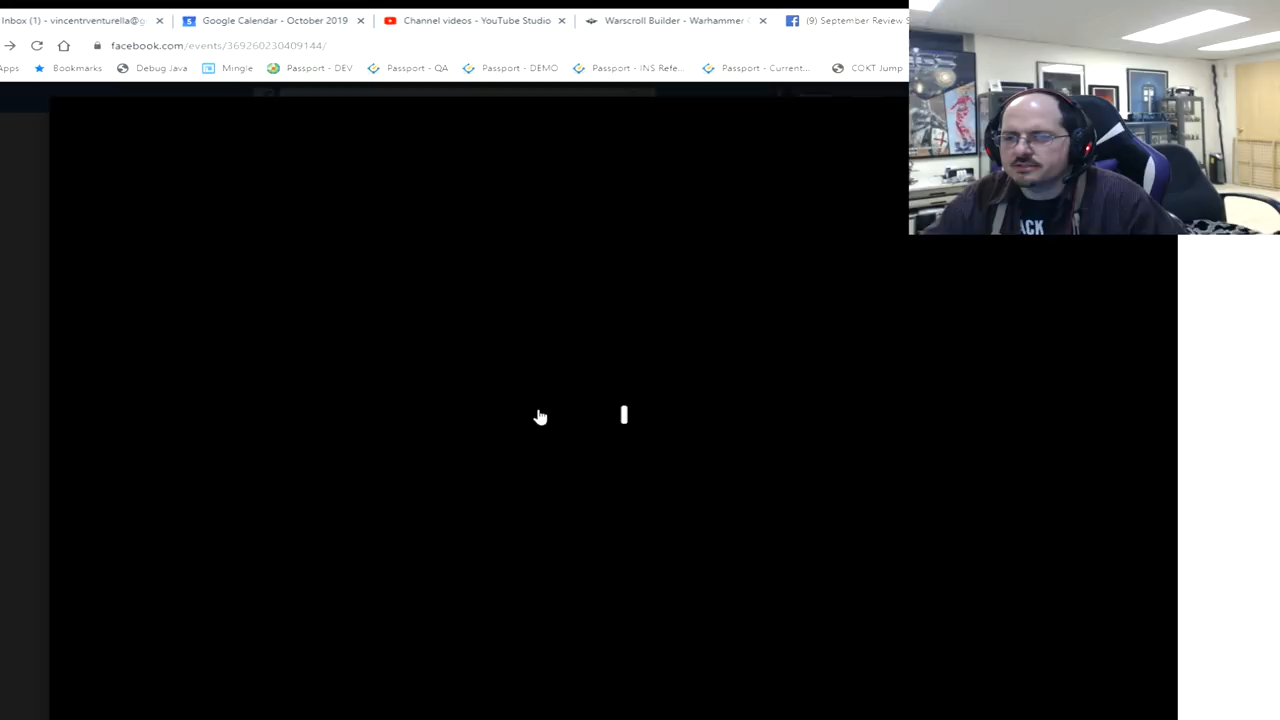 Inbox (1) - vincentrventurella@g
Google Calendar - October 2019
Channel videos - YouTube Studio
Warscroll Builder - Warhammer
(9) September Review S
facebook.com/events/369260230409144/
Apps
Bookmarks
Debug Java
Mingle
Passport - DEV
Passport - QA
Passport - DEMO
Passport - INS Refe...
Passport - Current...
COKT Jump
ACK